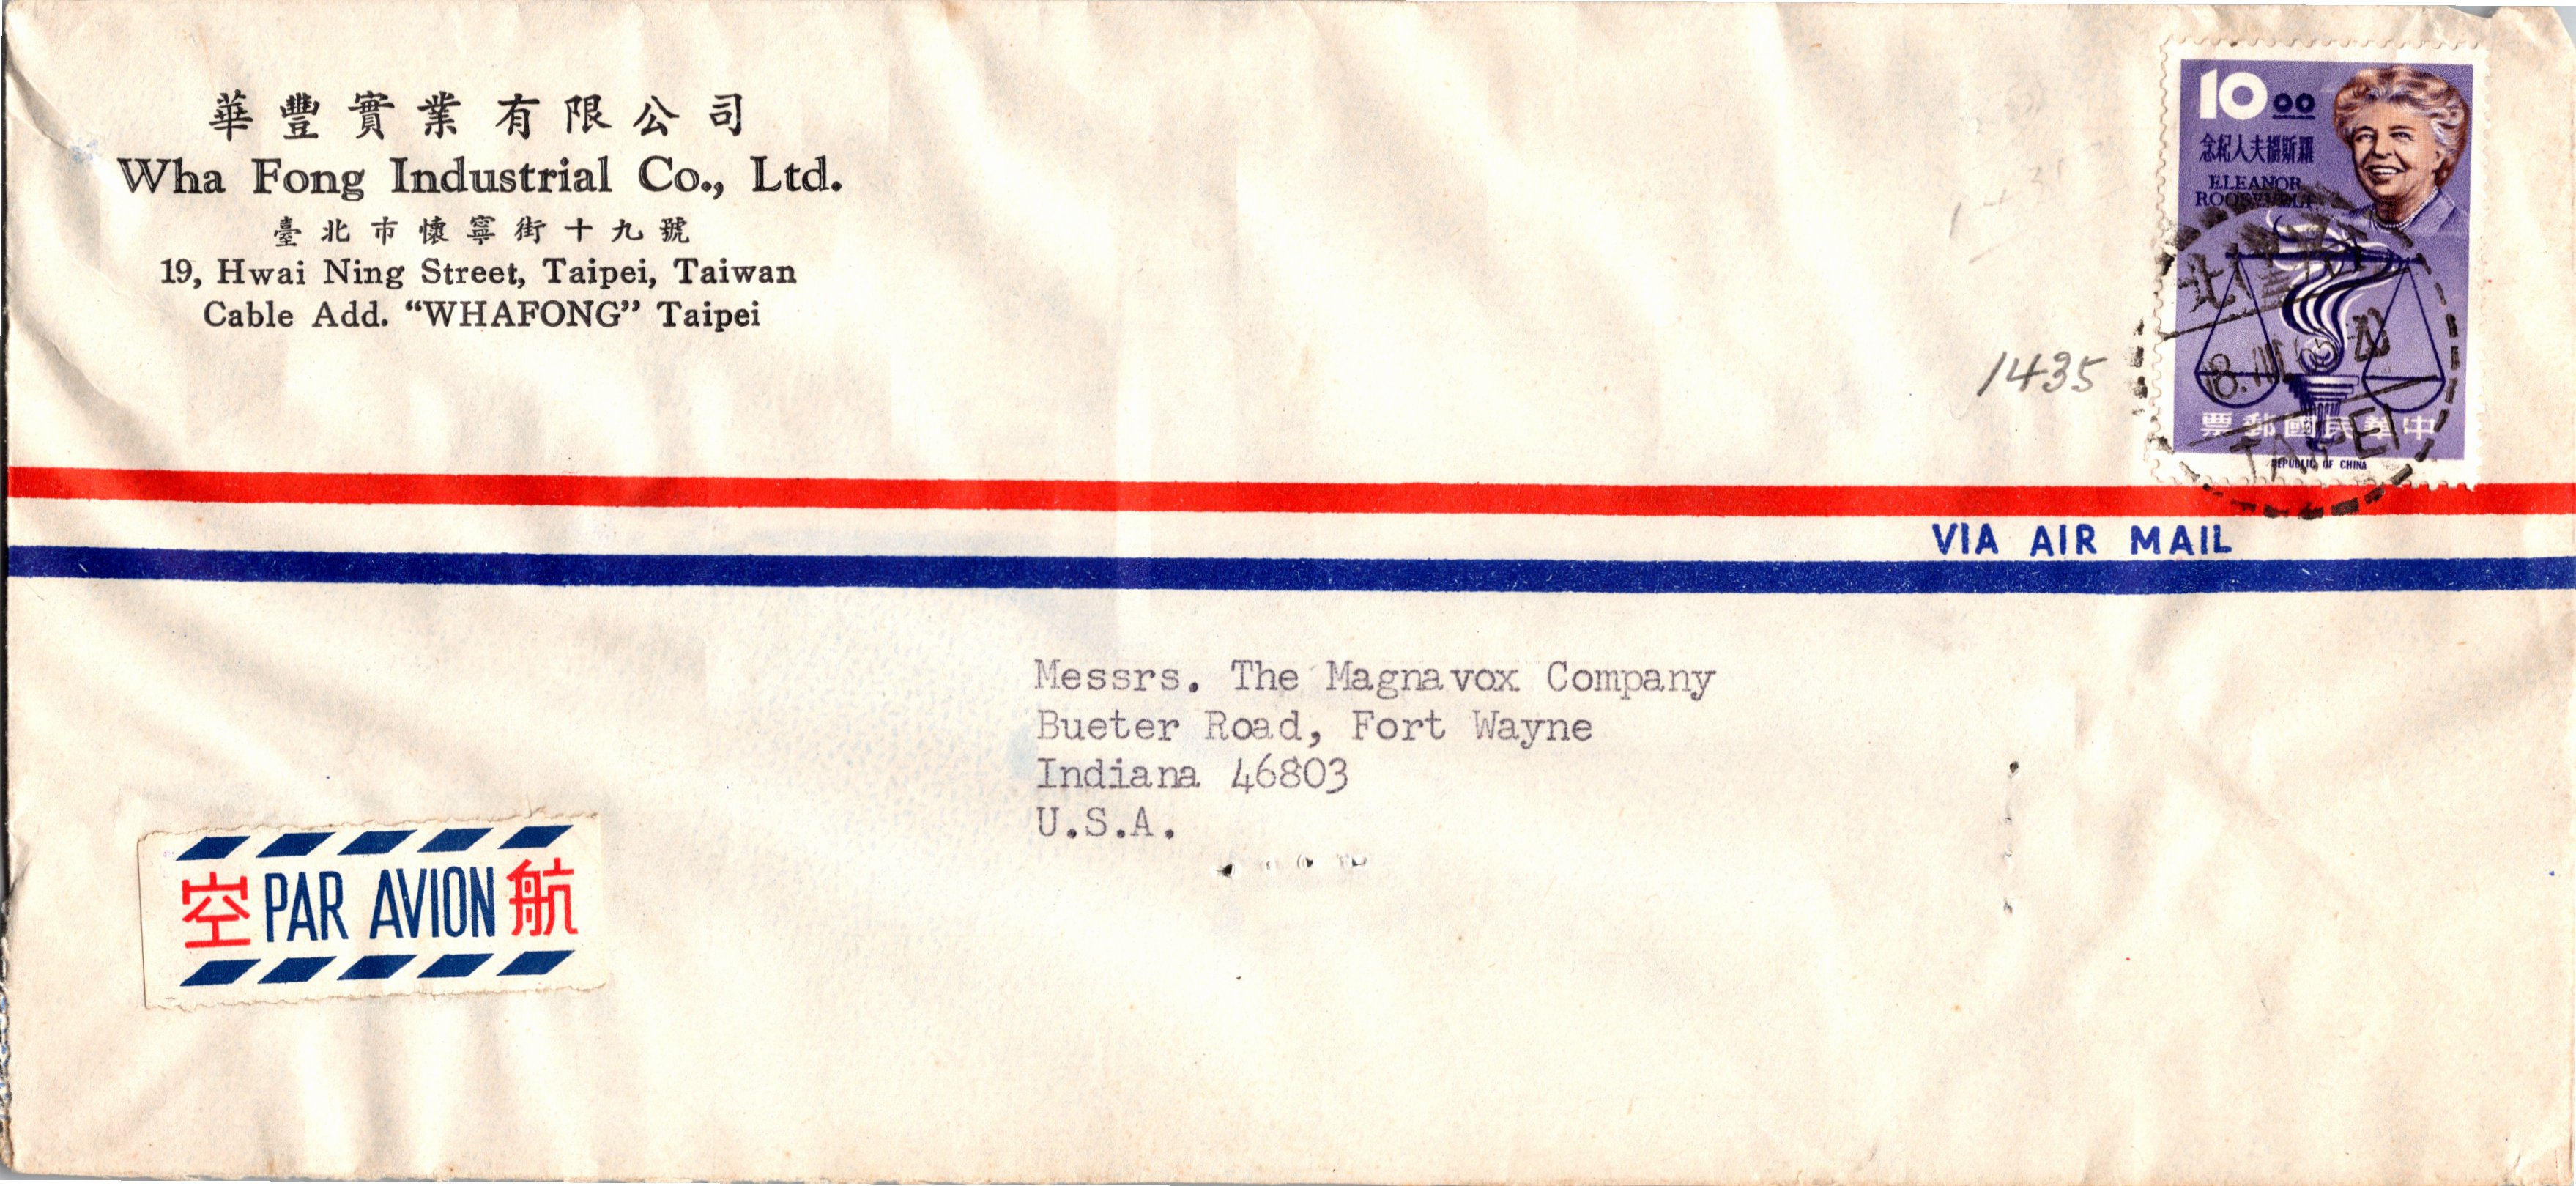 華豐實業有限公司
Wha Fong Industrial Co., Ltd.
臺北市懷寧街十九號
19, Hwai Ning Street, Taipei, Taiwan
Cable Add. “WHAFONG” Taipei
10 00
念紀人夫福斯羅
ELEANOR
ROOSEVELT
北
TAIPEI
票郵國民華中
REPUBLIC OF CHINA
1435
VIA AIR MAIL
Messrs. The Magnavox Company
Bueter Road, Fort Wayne
Indiana 46803
U.S.A.
空 PAR AVION 航